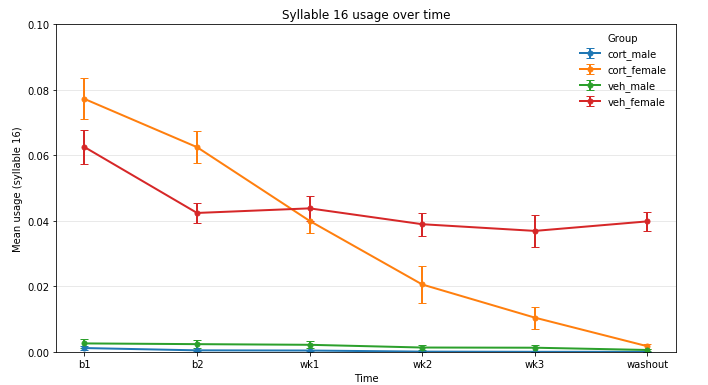 Syllable 16 usage over time
Mean usage (syllable 16)
0.10
0.08
0.06
0.04
0.02
0.00
b1
b2
wk1
wk2
wk3
washout
Time
Group
cort_male
cort_female
veh_male
veh_female